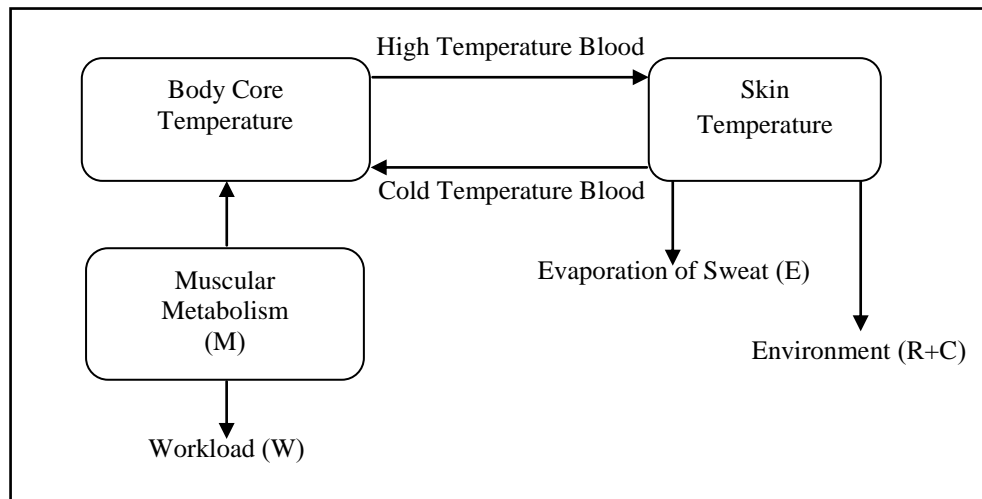 High Temperature Blood
Body Core
Temperature
Skin
Temperature
Cold Temperature Blood
Muscular
Metabolism
(M)
Evaporation of Sweat (E)
Environment (R+C)
Workload (W)